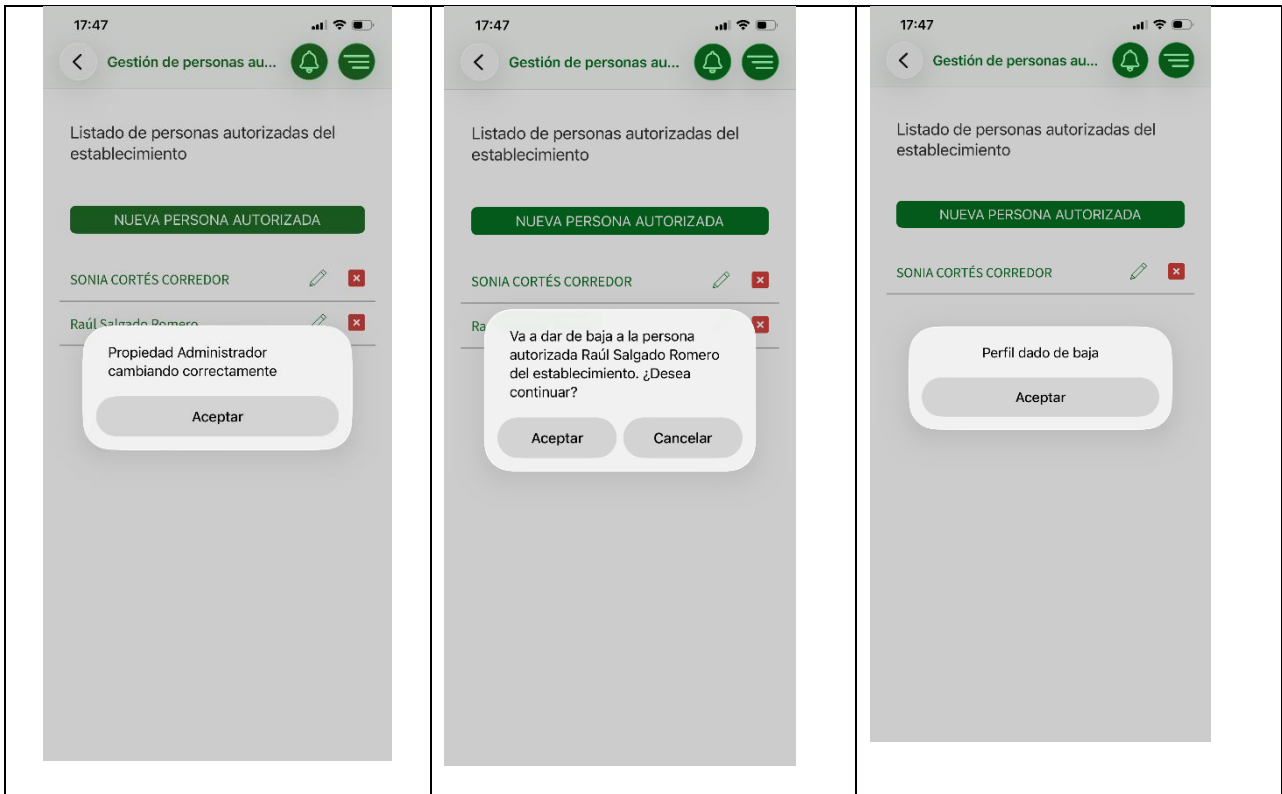 17:47
Gestión de personas au...
Listado de personas autorizadas del
establecimiento
NUEVA PERSONA AUTORIZADA
SONIA CORTÉS CORREDOR
Raúl Salgado Romero
Propiedad Administrador
cambiando correctamente
Aceptar
17:47
Gestión de personas au...
Listado de personas autorizadas del
establecimiento
NUEVA PERSONA AUTORIZADA
SONIA CORTÉS CORREDOR
Ra
Va a dar de baja a la persona
autorizada Raúl Salgado Romero
del establecimiento. ¿Desea
continuar?
Aceptar Cancelar
17:47
Gestión de personas au...
Listado de personas autorizadas del
establecimiento
NUEVA PERSONA AUTORIZADA
SONIA CORTÉS CORREDOR
Perfil dado de baja
Aceptar